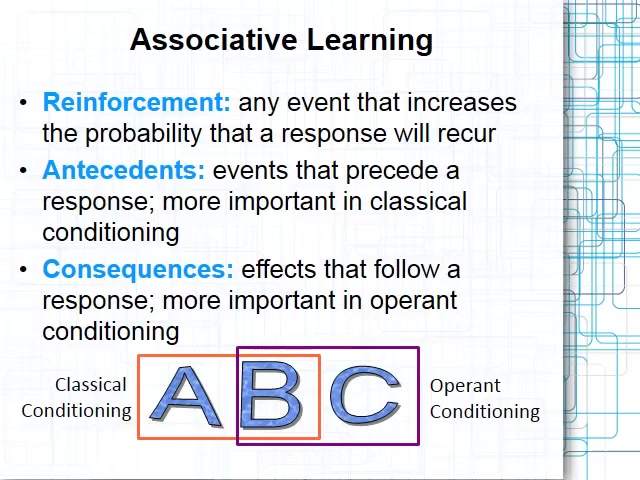 Associative Learning
• Reinforcement: any event that increases
the probability that a response will recur
• Antecedents: events that precede a
response; more important in classical
conditioning
• Consequences: effects that follow a
response; more important in operant
conditioning
Classical
Conditioning
ABC
Operant
Conditioning